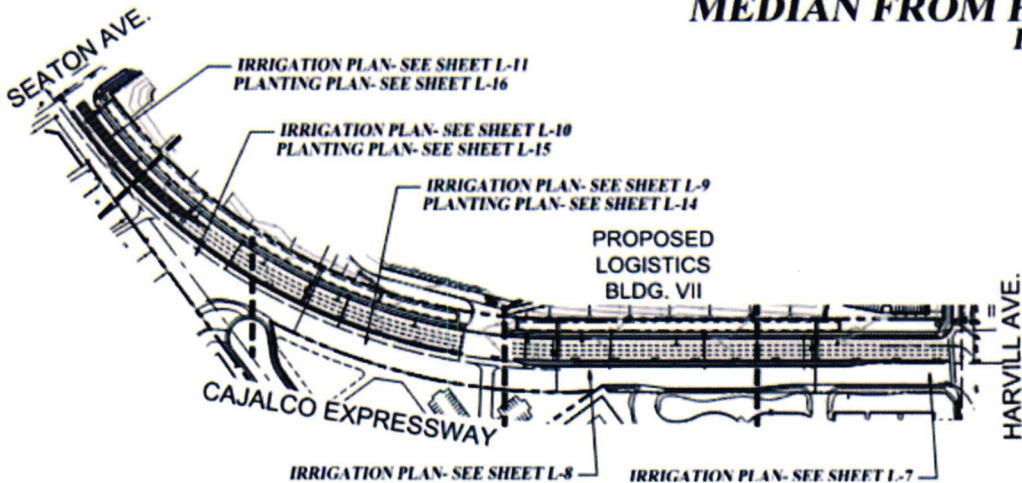 MEDIAN FROM
SEATON AVE.
IRRIGATION PLAN- SEE SHEET L-11
PLANTING PLAN- SEE SHEET L-16
IRRIGATION PLAN- SEE SHEET L-10
PLANTING PLAN- SEE SHEET L-15
IRRIGATION PLAN- SEE SHEET L-9
PLANTING PLAN- SEE SHEET L-14
PROPOSED
LOGISTICS
BLDG. VII
HARVILL AVE.
CAJALCO EXPRESSWAY
IRRIGATION PLAN- SEE SHEET L-8
IRRIGATION PLAN- SEE SHEET L-7